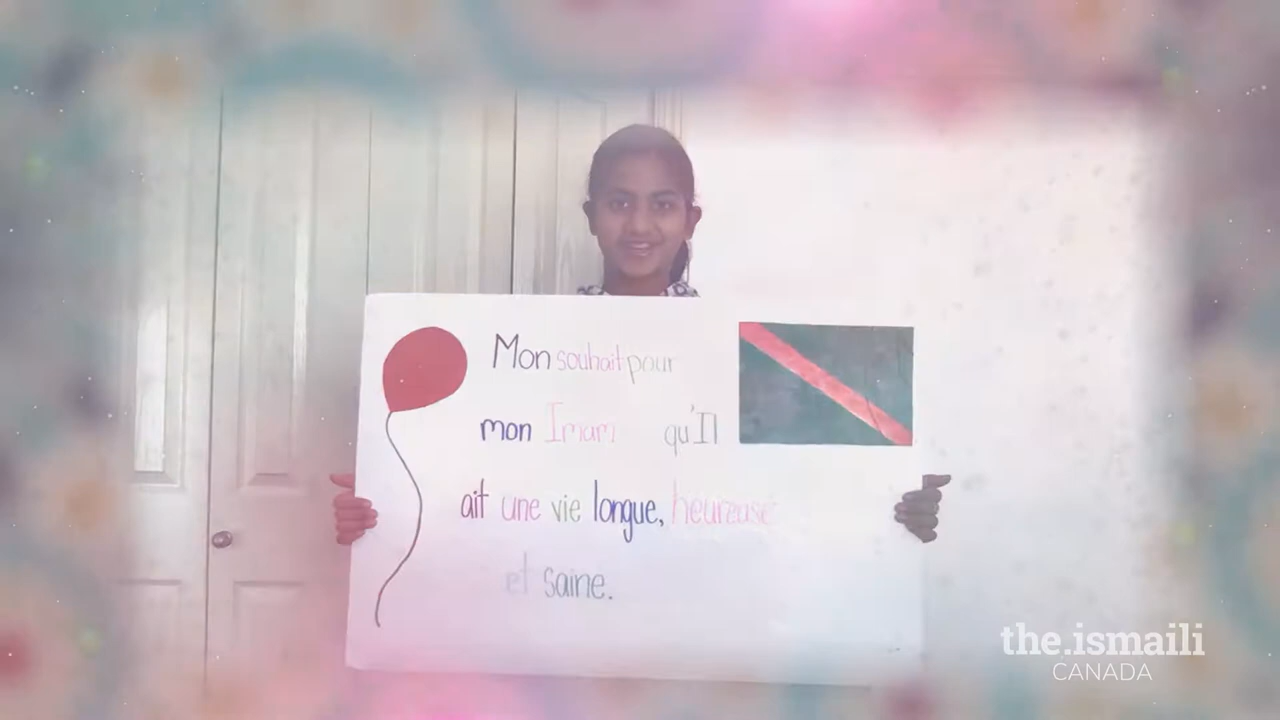 Mon souhait pour
mon Imam qu'Il
ait une vie longue, heureuse
et saine.
the.ismaili
CANADA